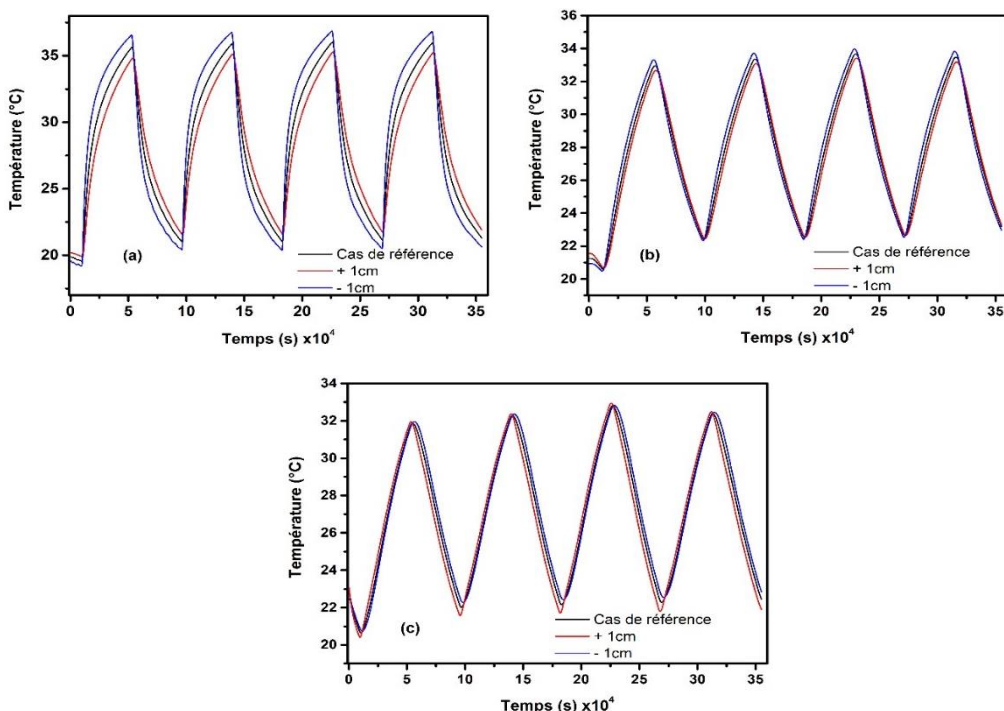 Température (°C)
35
30
25
20
(a)
Cas de référence
+ 1cm
- 1cm
0
5
10
15
20
25
30
35
Temps (s) x10⁴
Température (°C)
36
34
32
30
28
26
24
22
20
(b)
Cas de référence
+ 1cm
- 1cm
0
5
10
15
20
25
30
35
Temps (s) x10⁴
Température (°C)
34
32
30
28
26
24
22
20
(c)
Cas de référence
+ 1cm
- 1cm
0
5
10
15
20
25
30
35
Temps (s) x10⁴